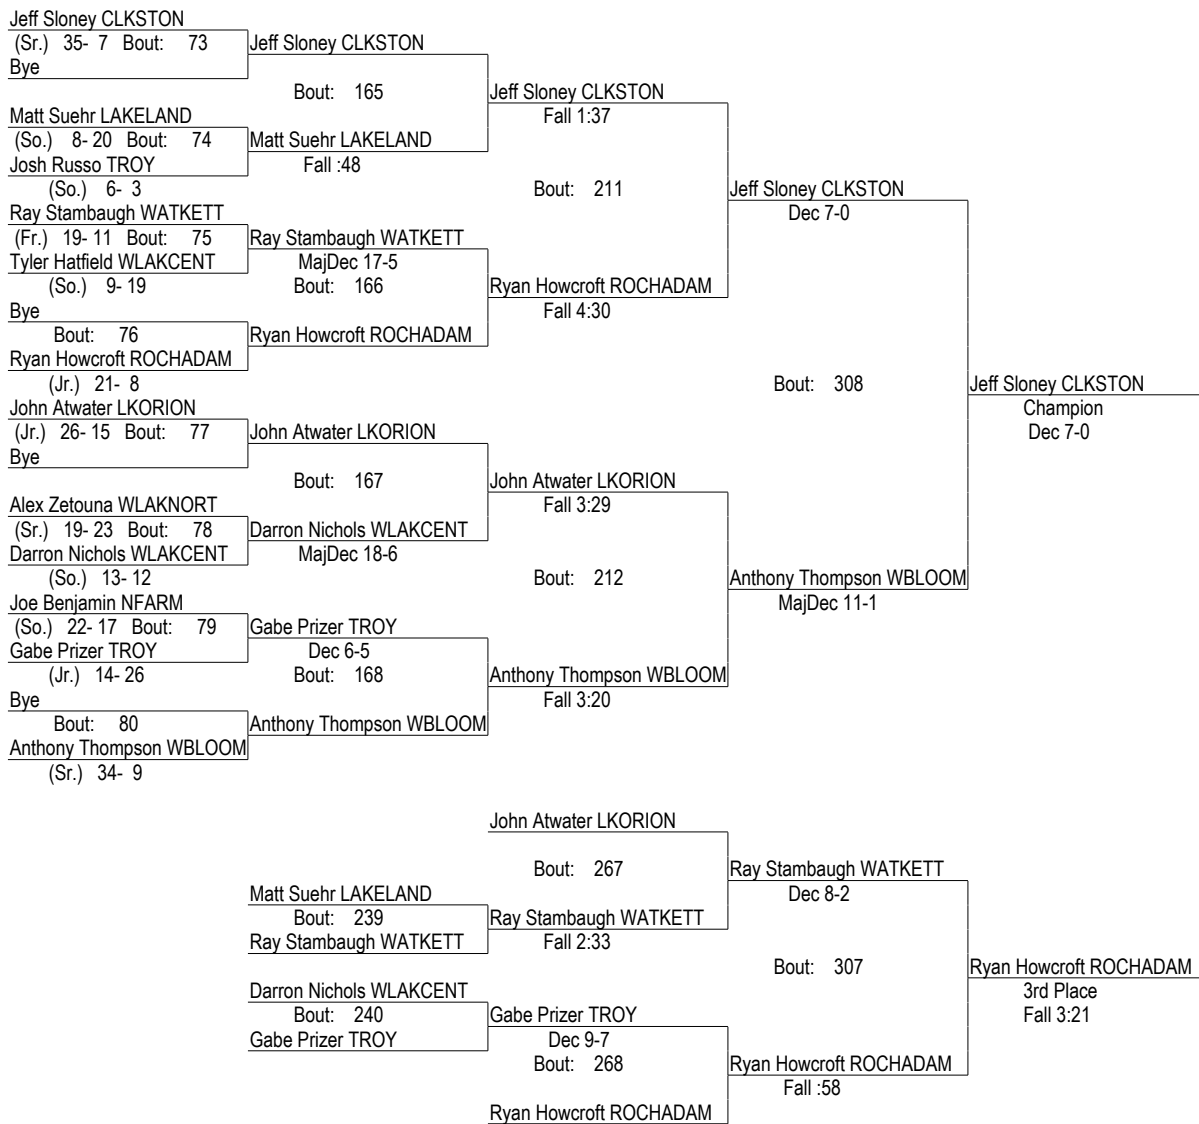 Jeff Sloney CLKSTON
(Sr.) 35- 7 Bout: 73
Jeff Sloney CLKSTON
Bye
Bout: 165
Jeff Sloney CLKSTON
Fall 1:37
Matt Suehr LAKELAND
(So.) 8- 20 Bout: 74
Matt Suehr LAKELAND
Josh Russo TROY
Fall :48
(So.) 6- 3
Bout: 211
Jeff Sloney CLKSTON
Dec 7-0
Ray Stambaugh WATKETT
(Fr.) 19- 11 Bout: 75
Ray Stambaugh WATKETT
Tyler Hatfield WLAKCENT
MajDec 17-5
(So.) 9- 19
Bout: 166
Ryan Howcroft ROCHADAM
Fall 4:30
Bye
Bout: 76
Ryan Howcroft ROCHADAM
Ryan Howcroft ROCHADAM
(Jr.) 21- 8
Bout: 308
Jeff Sloney CLKSTON
Champion
Dec 7-0
John Atwater LKORION
(Jr.) 26- 15 Bout: 77
John Atwater LKORION
Bye
Bout: 167
John Atwater LKORION
Fall 3:29
Alex Zetouna WLAKNORT
(Sr.) 19- 23 Bout: 78
Darron Nichols WLAKCENT
Darron Nichols WLAKCENT
MajDec 18-6
(So.) 13- 12
Bout: 212
Anthony Thompson WBLOOM
MajDec 11-1
Joe Benjamin NFARM
(So.) 22- 17 Bout: 79
Gabe Prizer TROY
Gabe Prizer TROY
Dec 6-5
(Jr.) 14- 26
Bout: 168
Anthony Thompson WBLOOM
Fall 3:20
Bye
Bout: 80
Anthony Thompson WBLOOM
Anthony Thompson WBLOOM
(Sr.) 34- 9
John Atwater LKORION
Bout: 267
Ray Stambaugh WATKETT
Dec 8-2
Matt Suehr LAKELAND
Bout: 239
Ray Stambaugh WATKETT
Ray Stambaugh WATKETT
Fall 2:33
Bout: 307
Ryan Howcroft ROCHADAM
3rd Place
Fall 3:21
Darron Nichols WLAKCENT
Bout: 240
Gabe Prizer TROY
Gabe Prizer TROY
Dec 9-7
Bout: 268
Ryan Howcroft ROCHADAM
Fall :58
Ryan Howcroft ROCHADAM